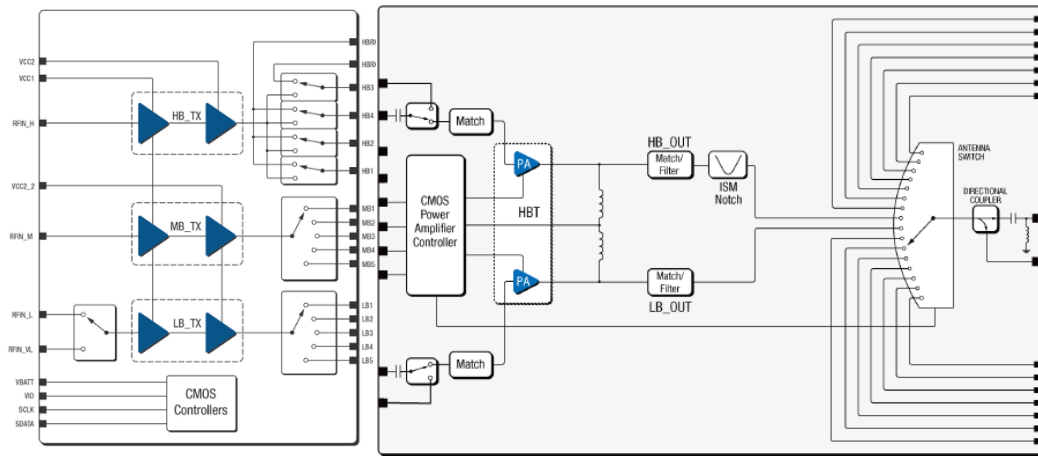 VCC2
VCC1
RFIN_H
VCC2_2
RFIN_M
RFIN_L
RFIN_VL
VBATT
VIO
SCLK
SDATA
HB_TX
MB_TX
LB_TX
CMOS
Controllers
HBRX
HBRX
HB3
HB4
HB2
HB1
MB1
MB2
MB3
MB4
MB5
LB1
LB2
LB3
LB4
LB5
Match
CMOS
Power
Amplifier
Controller
PA
HBT
PA
Match
HB_OUT
Match/
Filter
ISM
Notch
Match/
Filter
LB_OUT
ANTENNA
SWITCH
DIRECTIONAL
COUPLER